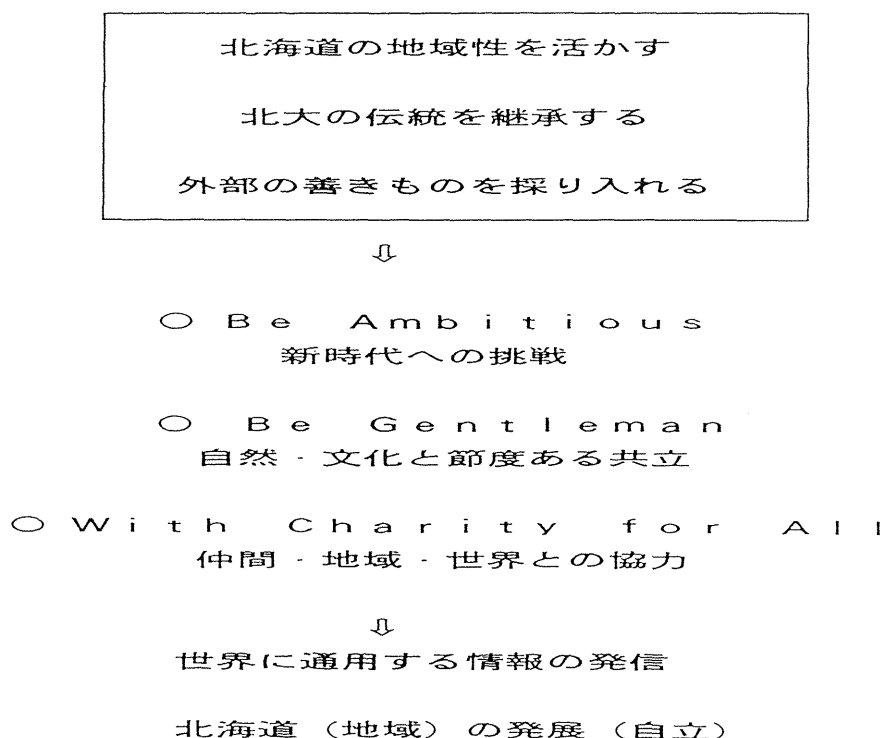 北海道の地域性を活かす
北大の伝統を継承する
外部の善きものを採り入れる
⇩
○ Be Ambitious
新時代への挑戦
○ Be Gentleman
自然・文化と節度ある共立
○ With Charity for All
仲間・地域・世界との協力
⇩
世界に通用する情報の発信
北海道（地域）の発展（自立）